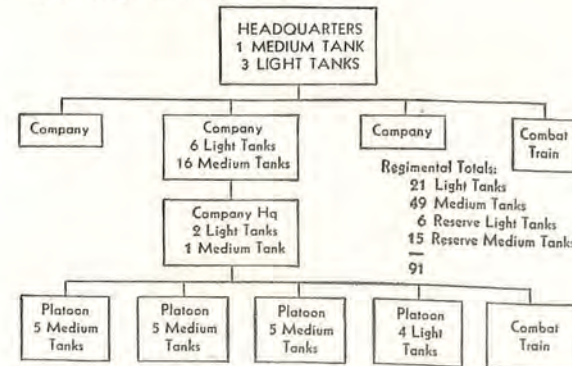 HEADQUARTERS
1 MEDIUM TANK
3 LIGHT TANKS
Company
Company
6 Light Tanks
16 Medium Tanks
Company
Combat
Train
Regimental Totals:
21 Light Tanks
49 Medium Tanks
6 Reserve Light Tanks
15 Reserve Medium Tanks
91
Company Hq
2 Light Tanks
1 Medium Tank
Platoon
5 Medium
Tanks
Platoon
5 Medium
Tanks
Platoon
5 Medium
Tanks
Platoon
4 Light
Tanks
Combat
Train